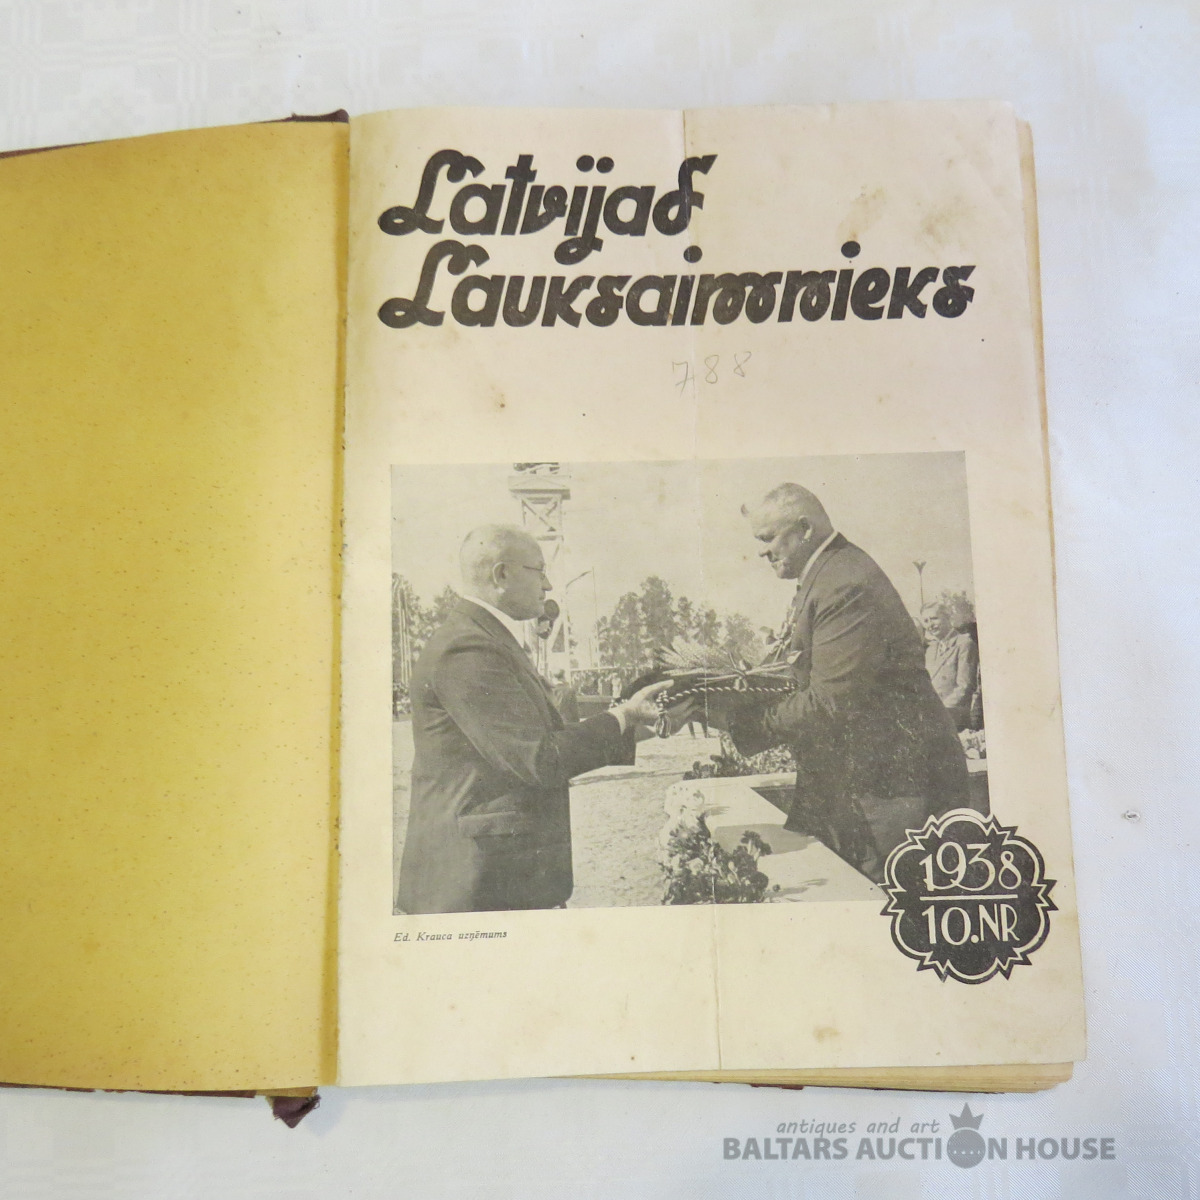 Latvijas
Lauksaimnieks
788
Ed. Krauca uzņēmums
1938
10.NR
antiques and art
BALTARS AUCTION HOUSE